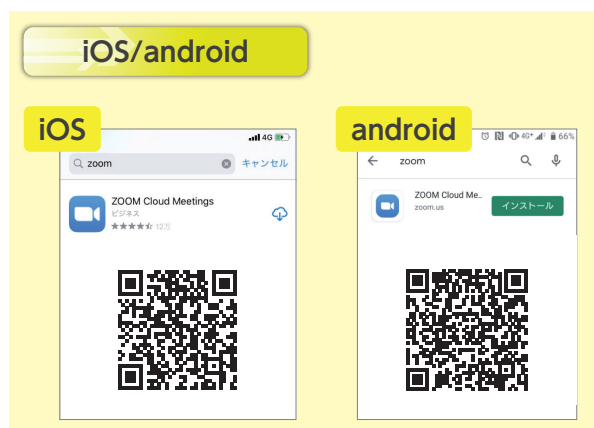 iOS/android
iOS
4G
zoom
キャンセル
ZOOM Cloud Meetings
ビジネス
12万
android
4G+ 66%
zoom
ZOOM Cloud Me..
zoom.us
インストール